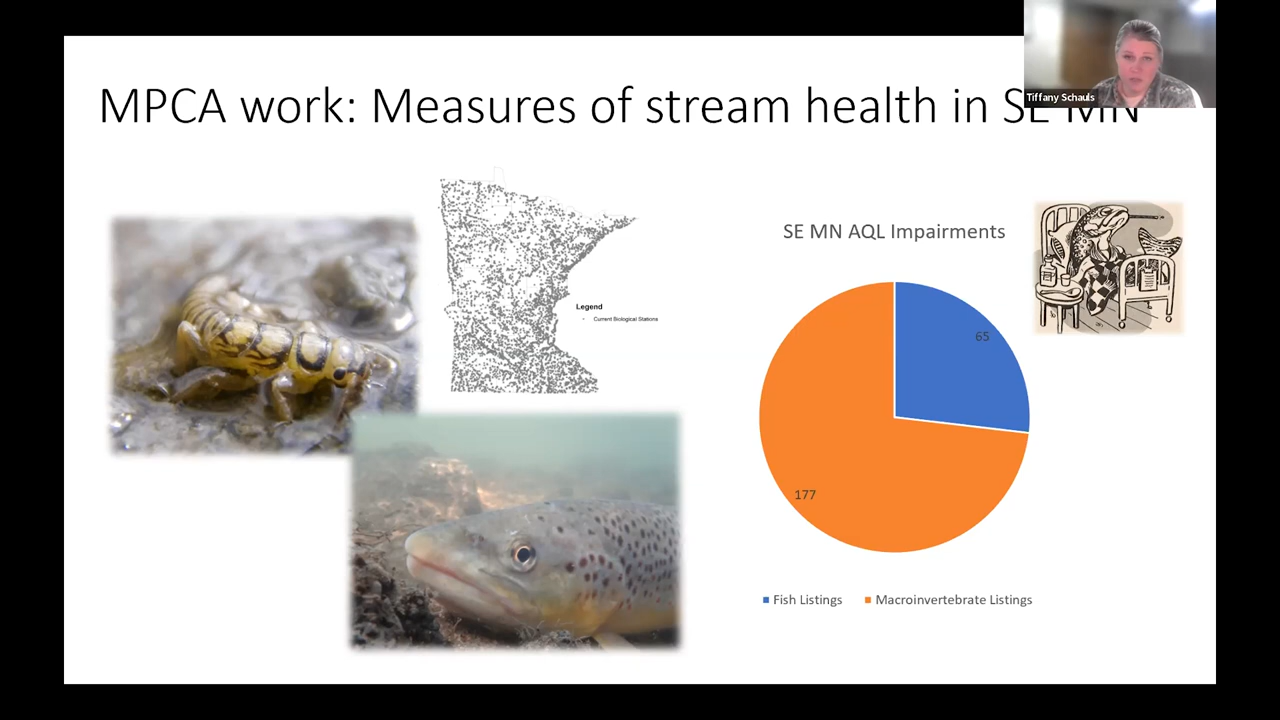 Tiffany Schauls
MPCA work: Measures of stream health in SE MN
Legend
Current Biological Stations
SE MN AQL Impairments
65
177
Fish Listings
Macroinvertebrate Listings